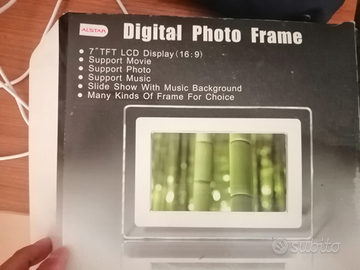 ALSTAR
Digital Photo Frame
• 7"TFT LCD Display(16:9)
• Support Movie
• Support Photo
• Support Music
• Slide Show With Music Background
• Many Kinds Of Frame For Choice
subito